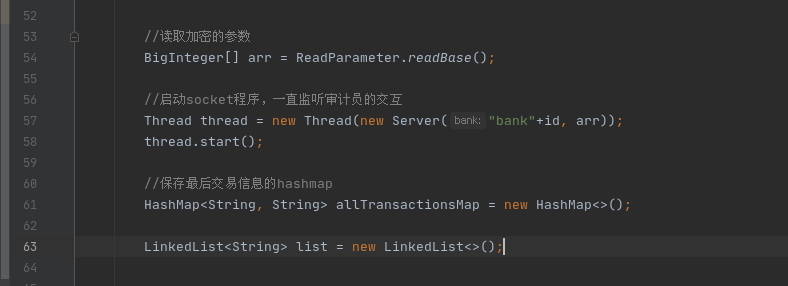 52
53 //读取加密的参数
54 BigInteger[] arr = ReadParameter.readBase();
55
56 //启动socket程序，一直监听审计员的交互
57 Thread thread = new Thread(new Server( bank: "bank"+id, arr));
58 thread.start();
59
60 //保存最后交易信息的hashmap
61 HashMap<String, String> allTransactionsMap = new HashMap<>();
62
63 LinkedList<String> list = new LinkedList<>();
64